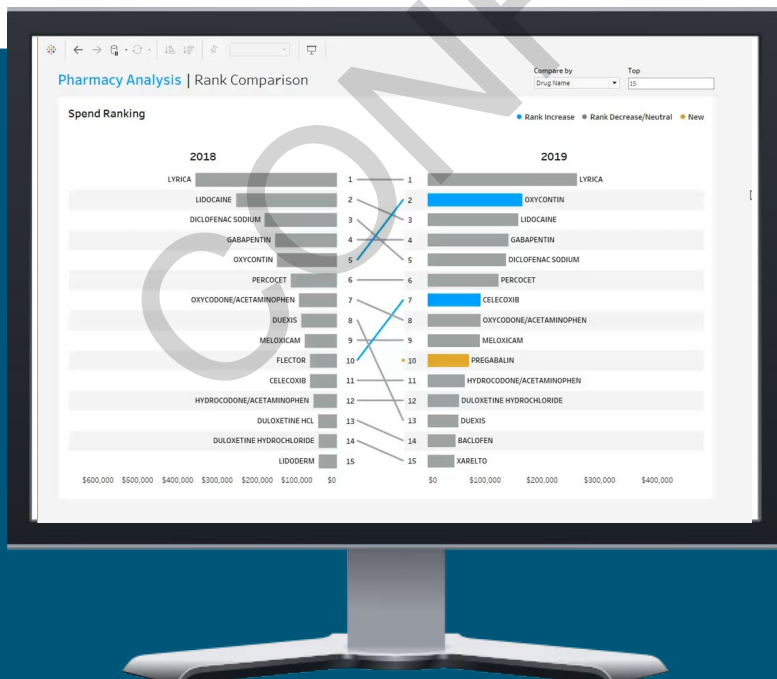 Pharmacy Analysis | Rank Comparison
Compare by
Top
Drug Name
15
Spend Ranking
Rank Increase
Rank Decrease/Neutral
New
2018
2019
LYRICA 1 1 LYRICA
LIDOCAINE 2 2 OXYCONTIN
DICLOFENAC SODIUM 3 3 LIDOCAINE
GABAPENTIN 4 4 GABAPENTIN
OXYCONTIN 5 5 DICLOFENAC SODIUM
PERCOCET 6 6 PERCOCET
OXYCODONE/ACETAMINOPHEN 7 7 CELECOXIB
DUEXIS 8 8 OXYCODONE/ACETAMINOPHEN
MELOXICAM 9 9 MELOXICAM
FLECTOR 10 10 PREGABALIN
CELECOXIB 11 11 HYDROCODONE/ACETAMINOPHEN
HYDROCODONE/ACETAMINOPHEN 12 12 DULOXETINE HYDROCHLORIDE
DULOXETINE HCL 13 13 DUEXIS
DULOXETINE HYDROCHLORIDE 14 14 BACLOFEN
LIDODERM 15 15 XARELTO
$600,000 $500,000 $400,000 $300,000 $200,000 $100,000 $0 $0 $100,000 $200,000 $300,000 $400,000